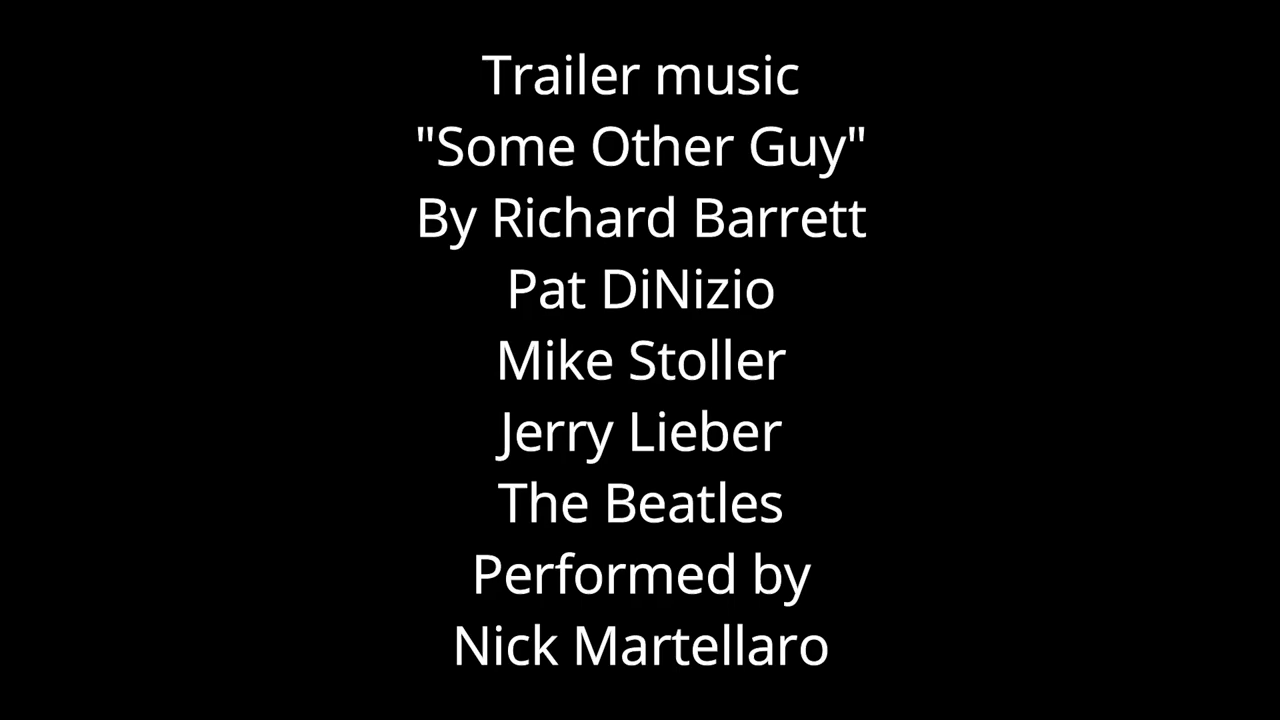 Trailer music
"Some Other Guy"
By Richard Barrett
Pat DiNizio
Mike Stoller
Jerry Lieber
The Beatles
Performed by
Nick Martellaro